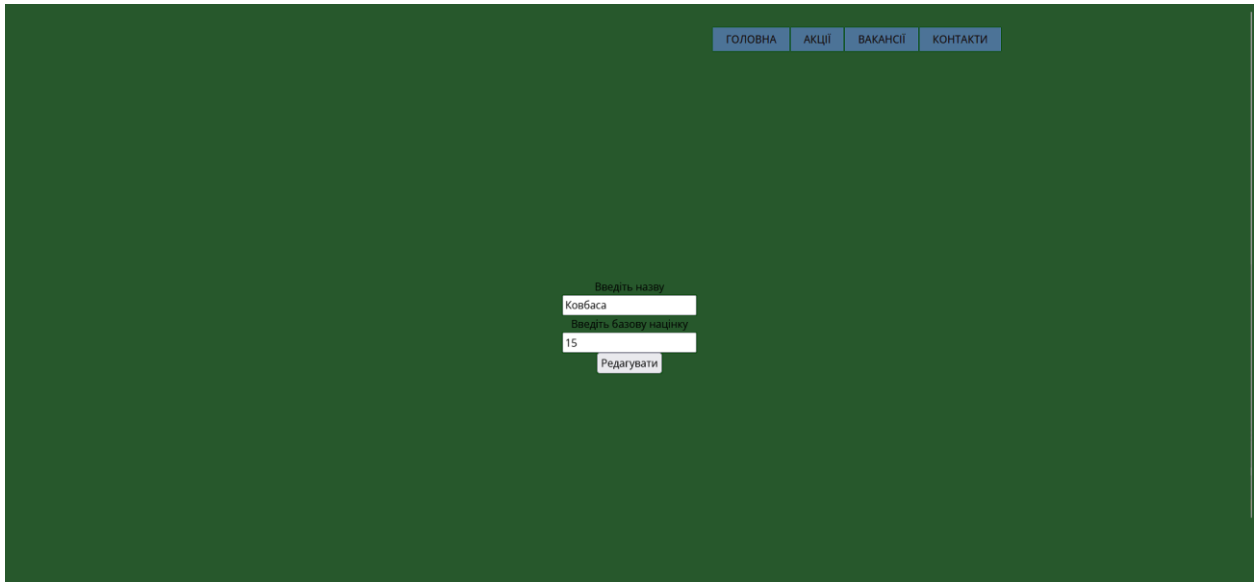 ГОЛОВНА АКЦІЇ ВАКАНСІЇ КОНТАКТИ
Введіть назву
Ковбаса
Введіть базову націнку
15
Редагувати